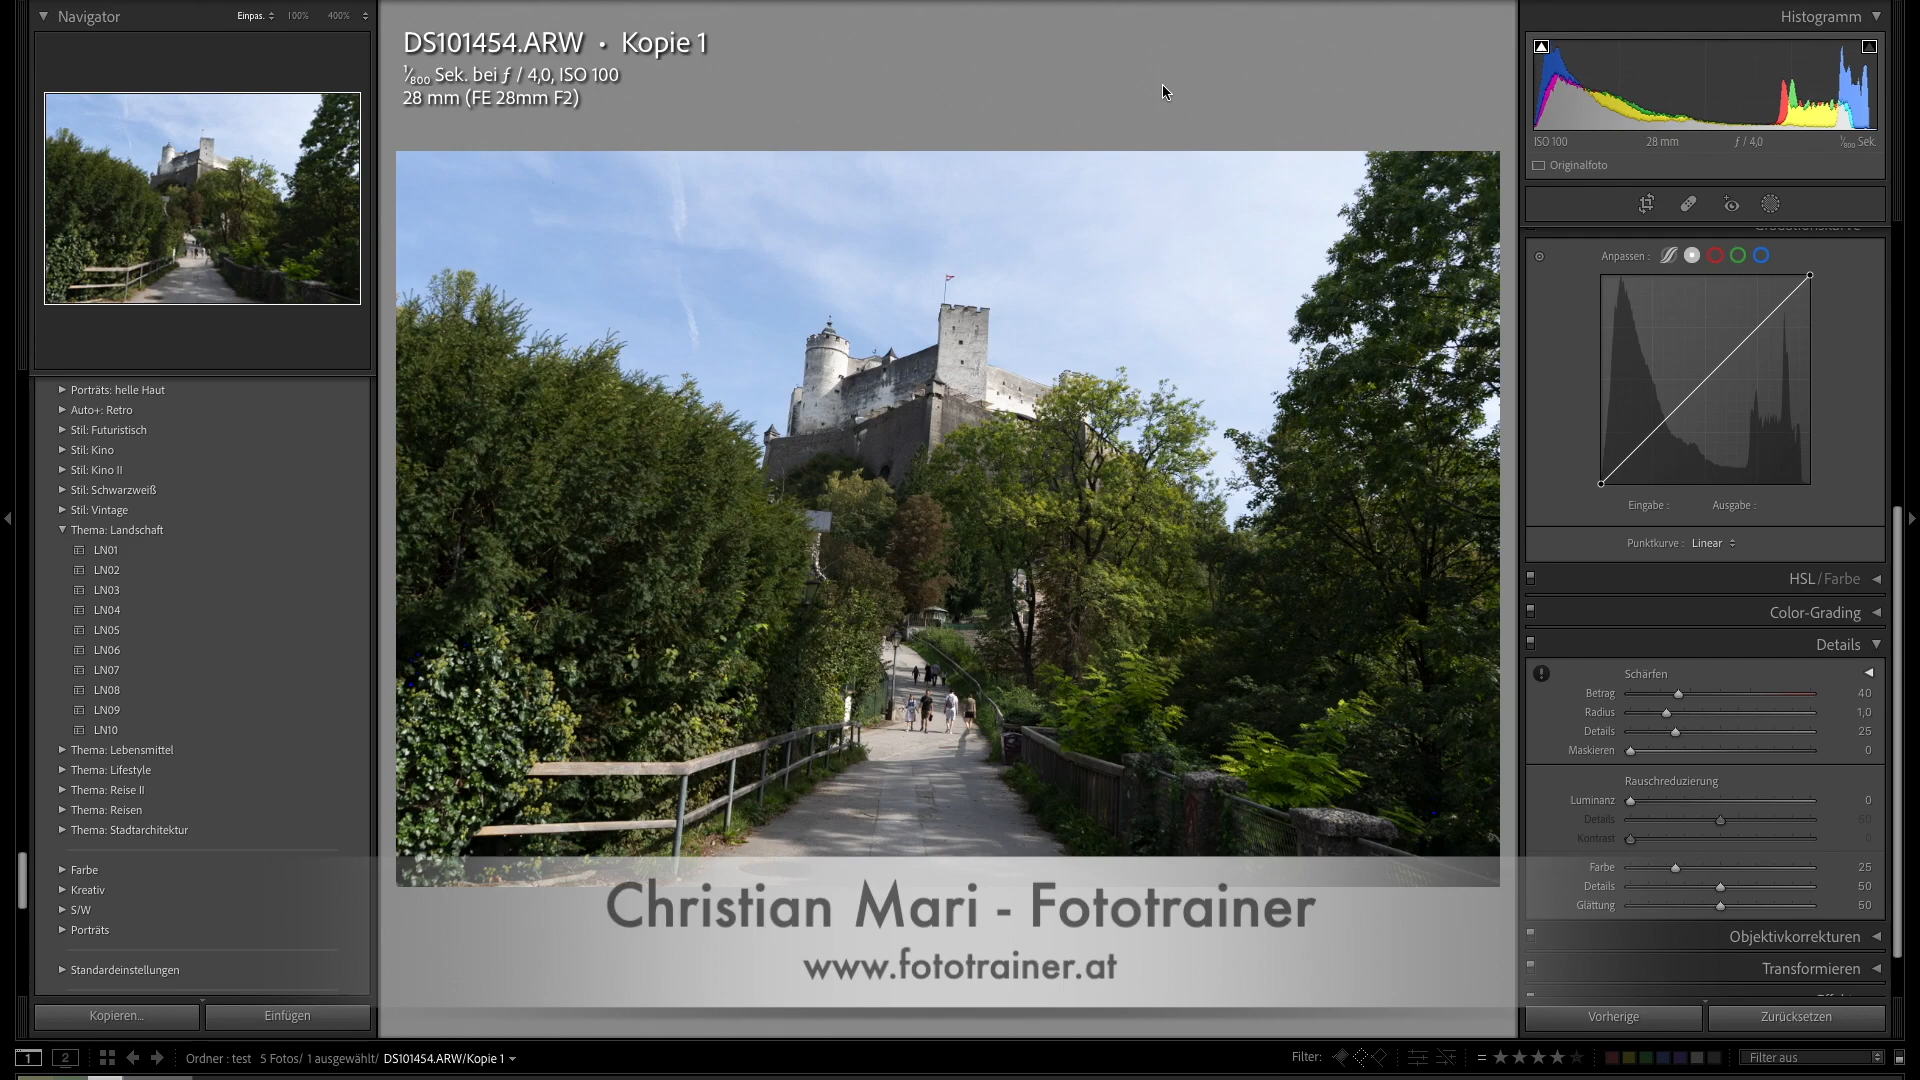 Navigator
Einpas. 100% 400%
DS101454.ARW • Kopie 1
1/800 Sek. bei ƒ / 4,0, ISO 100
28 mm (FE 28mm F2)
Porträts: helle Haut
Auto+: Retro
Stil: Futuristisch
Stil: Kino
Stil: Kino II
Stil: Schwarzweiß
Stil: Vintage
Thema: Landschaft
LN01
LN02
LN03
LN04
LN05
LN06
LN07
LN08
LN09
LN10
Thema: Lebensmittel
Thema: Lifestyle
Thema: Reise II
Thema: Reisen
Thema: Stadtarchitektur
Farbe
Kreativ
S/W
Porträts
Standardeinstellungen
Kopieren...
Einfügen
Histogramm
ISO 100 28 mm ƒ / 4,0 1/800 Sek.
Originalfoto
Gradationskurve
Anpassen :
Eingabe : Ausgabe :
Punktkurve : Linear
HSL / Farbe
Color-Grading
Details
Schärfen
Betrag 40
Radius 1,0
Details 25
Maskieren 0
Rauschreduzierung
Luminanz 0
Details 60
Kontrast 0
Farbe 25
Details 50
Glättung 50
Objektivkorrekturen
Transformieren
Vorherige
Zurücksetzen
Christian Mari - Fototrainer
www.fototrainer.at
1 2 Ordner : test 5 Fotos/ 1 ausgewählt/ DS101454.ARW/Kopie 1
Filter:
Filter aus